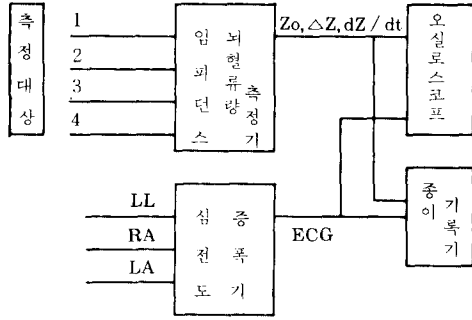 측정대상
1
2
3
4
임피던스
뇌혈류량
측정기
Zo, △Z, dZ / dt
오실로스코프
LL
RA
LA
심전도
증폭기
ECG
종이
기록기